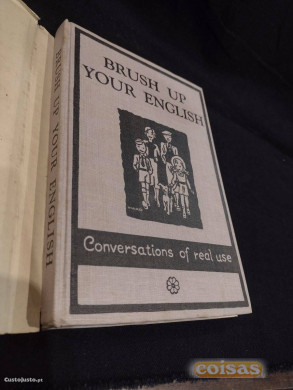 BRUSH UP YOUR ENGLISH
BRUSH UP
YOUR ENGLISH
Conversations of real use
custojusto.pt
coisas